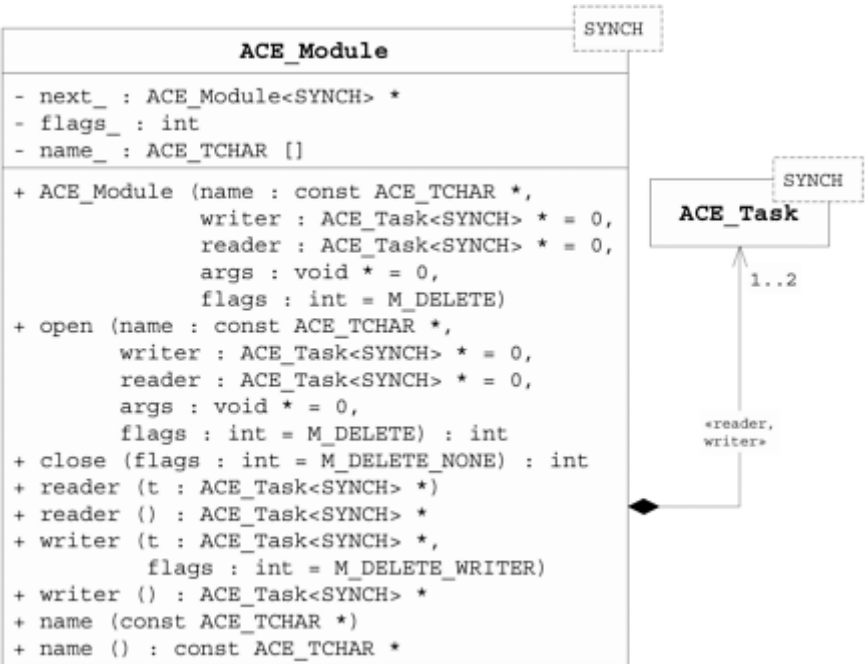 SYNCH
ACE_Module
- next_ : ACE_Module<SYNCH> *
- flags_ : int
- name_ : ACE_TCHAR []
+ ACE_Module (name : const ACE_TCHAR *,
writer : ACE_Task<SYNCH> * = 0,
reader : ACE_Task<SYNCH> * = 0,
args : void * = 0,
flags : int = M_DELETE)
+ open (name : const ACE_TCHAR *,
writer : ACE_Task<SYNCH> * = 0,
reader : ACE_Task<SYNCH> * = 0,
args : void * = 0,
flags : int = M_DELETE) : int
+ close (flags : int = M_DELETE_NONE) : int
+ reader (t : ACE_Task<SYNCH> *)
+ reader () : ACE_Task<SYNCH> *
+ writer (t : ACE_Task<SYNCH> *,
flags : int = M_DELETE_WRITER)
+ writer () : ACE_Task<SYNCH> *
+ name (const ACE_TCHAR *)
+ name () : const ACE_TCHAR *
SYNCH
ACE_Task
1..2
«reader,
writer»